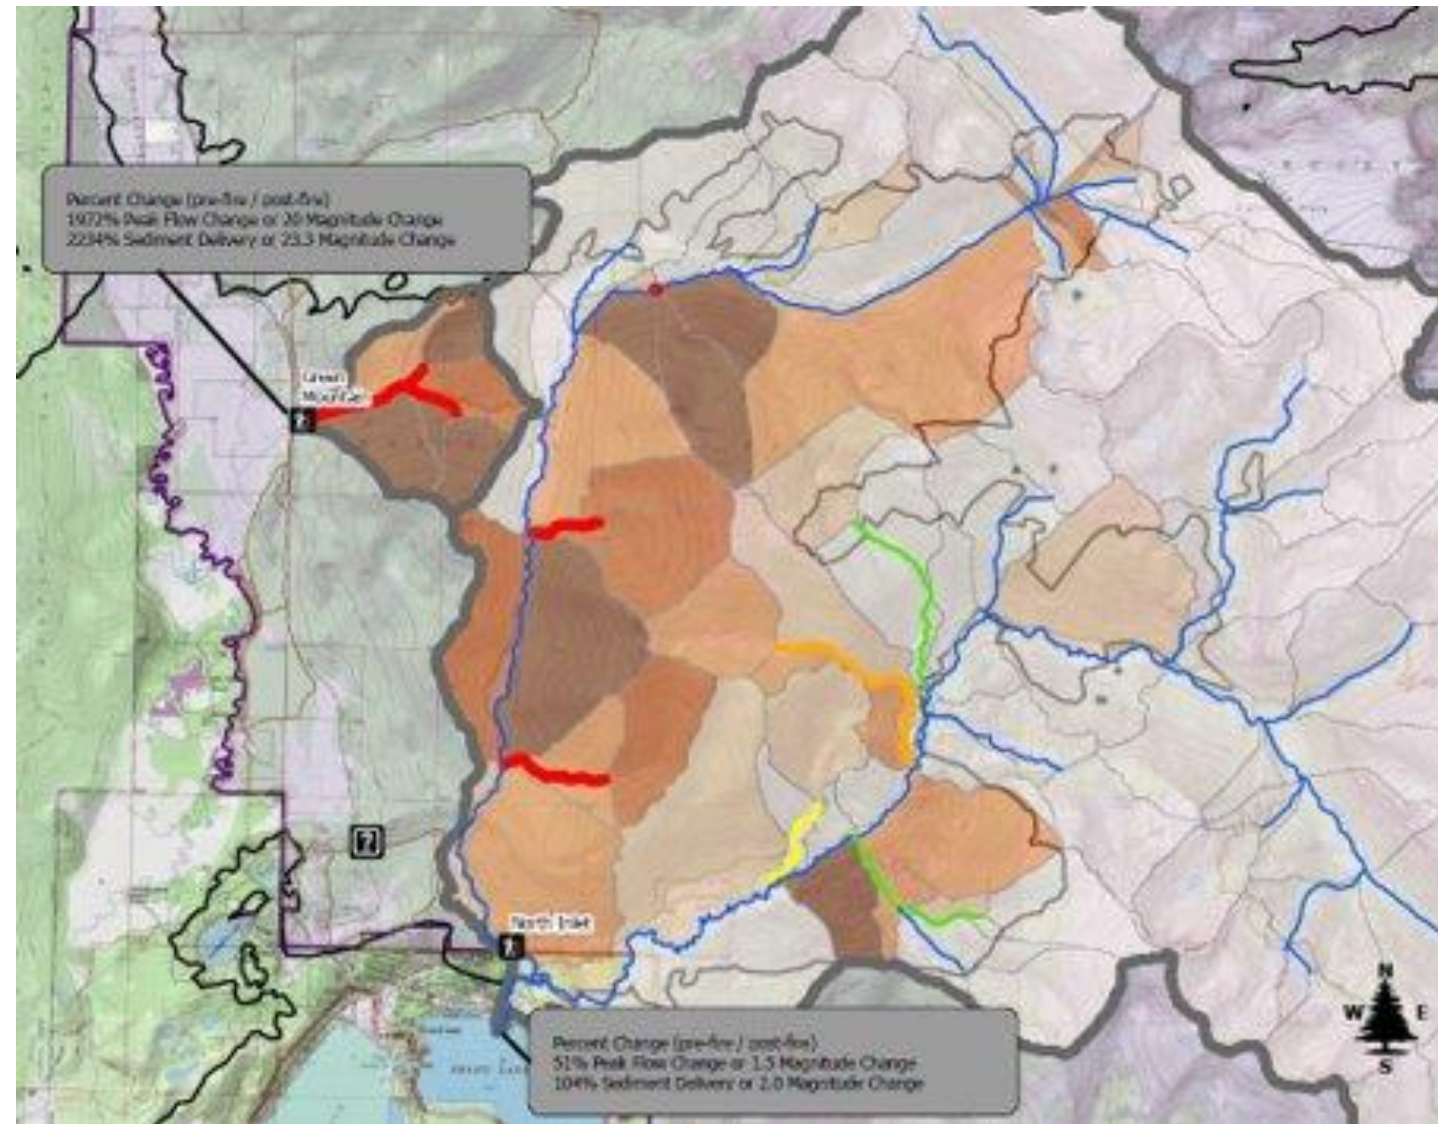 Percent Change (pre-fire / post-fire)
1972% Peak Flow Change or 20 Magnitude Change
2234% Sediment Delivery or 23.3 Magnitude Change
Green
Mountain
?
North Inlet
N
W E
S
Percent Change (pre-fire / post-fire)
51% Peak Flow Change or 1.5 Magnitude Change
104% Sediment Delivery or 2.0 Magnitude Change